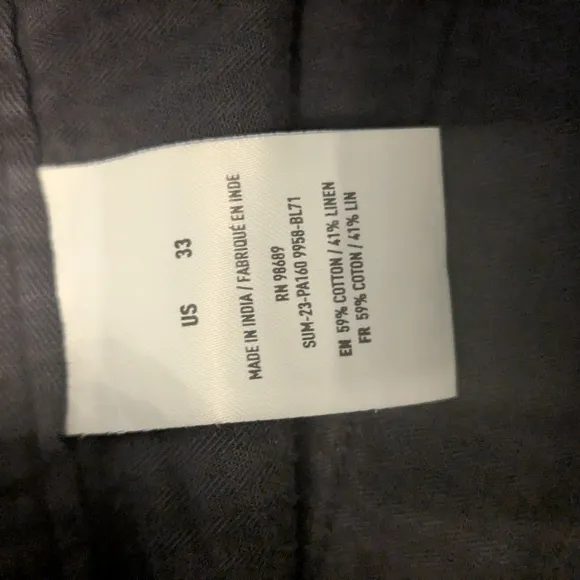 US 33
MADE IN INDIA / FABRIQUÉ EN INDE
RN 98689
SUM-23-PA160 9958-BL71
EN 59% COTTON / 41% LINEN
FR 59% COTON / 41% LIN